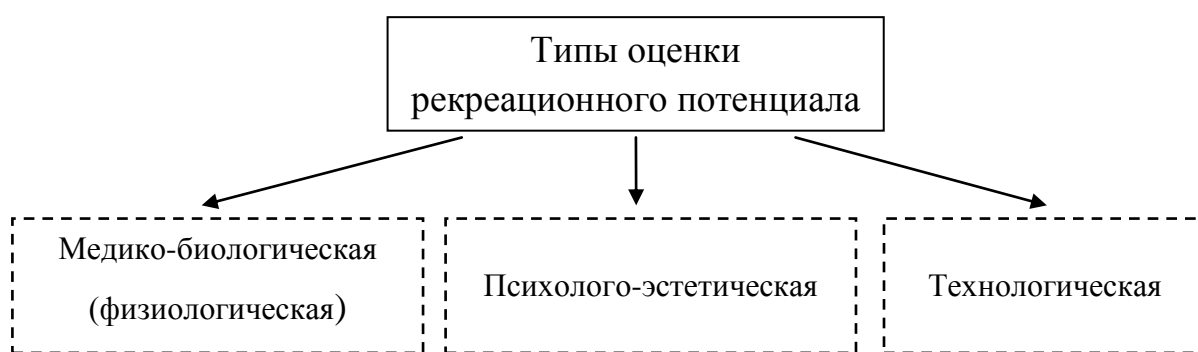 Типы оценки
рекреационного потенциала
Медико-биологическая
(физиологическая)
Психолого-эстетическая
Технологическая